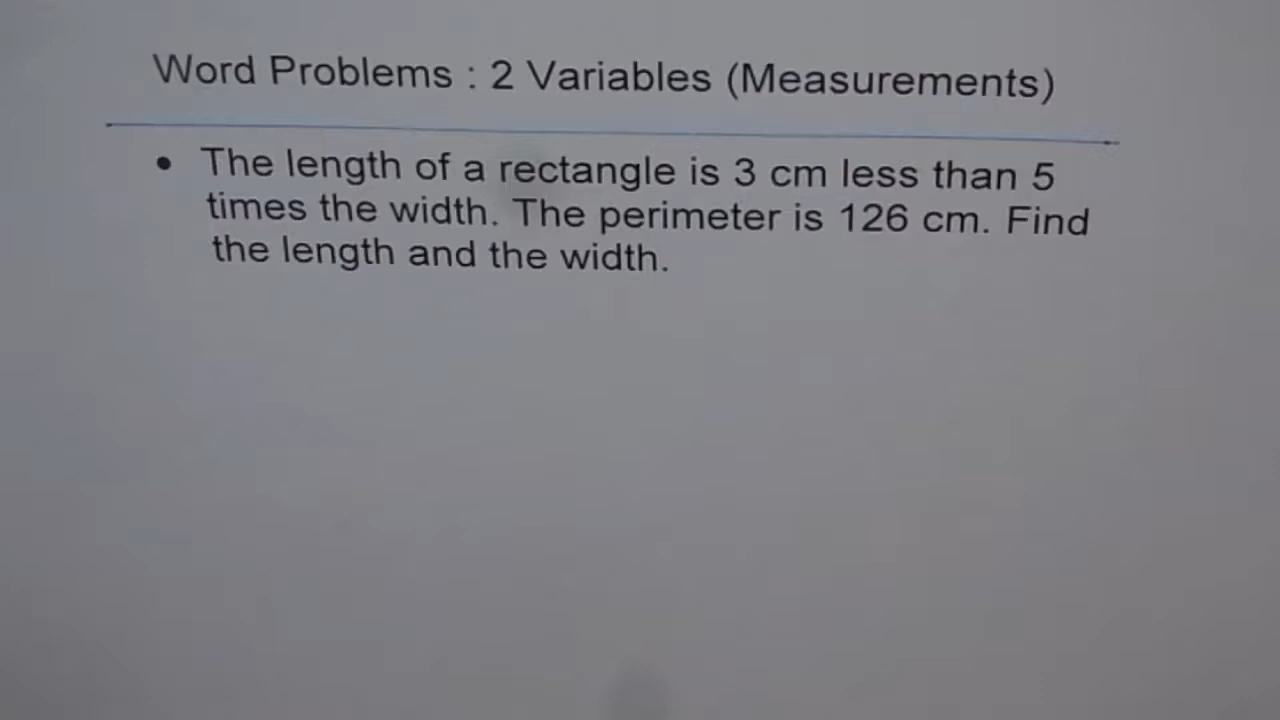 Word Problems : 2 Variables (Measurements)
• The length of a rectangle is 3 cm less than 5
times the width. The perimeter is 126 cm. Find
the length and the width.